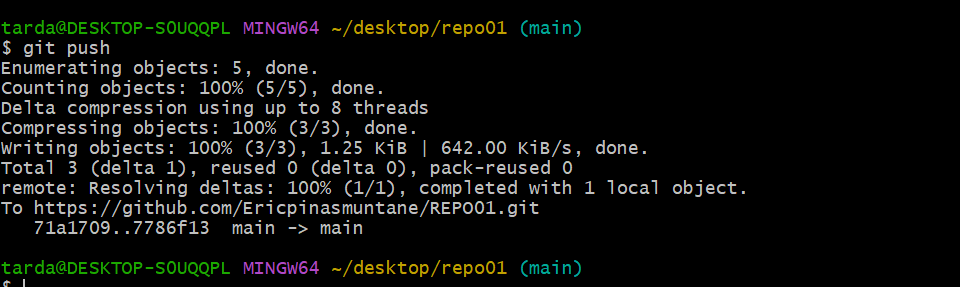 tarda@DESKTOP-S0UQQPL MINGW64 ~/desktop/repo01 (main)
$ git push
Enumerating objects: 5, done.
Counting objects: 100% (5/5), done.
Delta compression using up to 8 threads
Compressing objects: 100% (3/3), done.
Writing objects: 100% (3/3), 1.25 KiB | 642.00 KiB/s, done.
Total 3 (delta 1), reused 0 (delta 0), pack-reused 0
remote: Resolving deltas: 100% (1/1), completed with 1 local object.
To https://github.com/Ericpinasmuntane/REPO01.git
   71a1709..7786f13  main -> main
tarda@DESKTOP-S0UQQPL MINGW64 ~/desktop/repo01 (main)
$